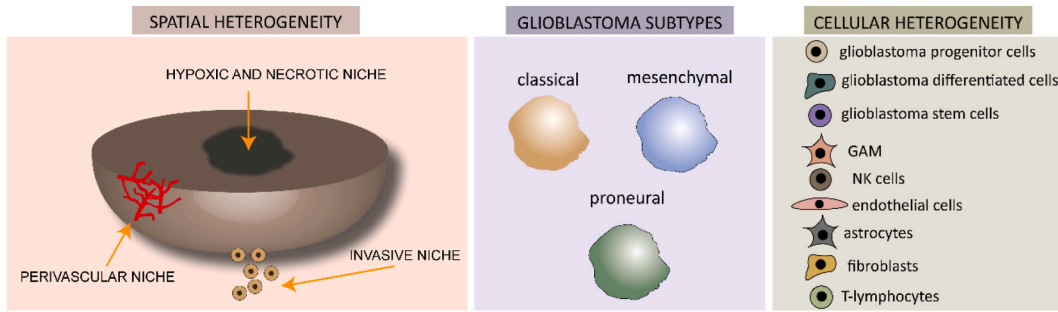 SPATIAL HETEROGENEITY
HYPOXIC AND NECROTIC NICHE
PERIVASCULAR NICHE
INVASIVE NICHE
GLIOBLASTOMA SUBTYPES
classical
mesenchymal
proneural
CELLULAR HETEROGENEITY
glioblastoma progenitor cells
glioblastoma differentiated cells
glioblastoma stem cells
GAM
NK cells
endothelial cells
astrocytes
fibroblasts
T-lymphocytes